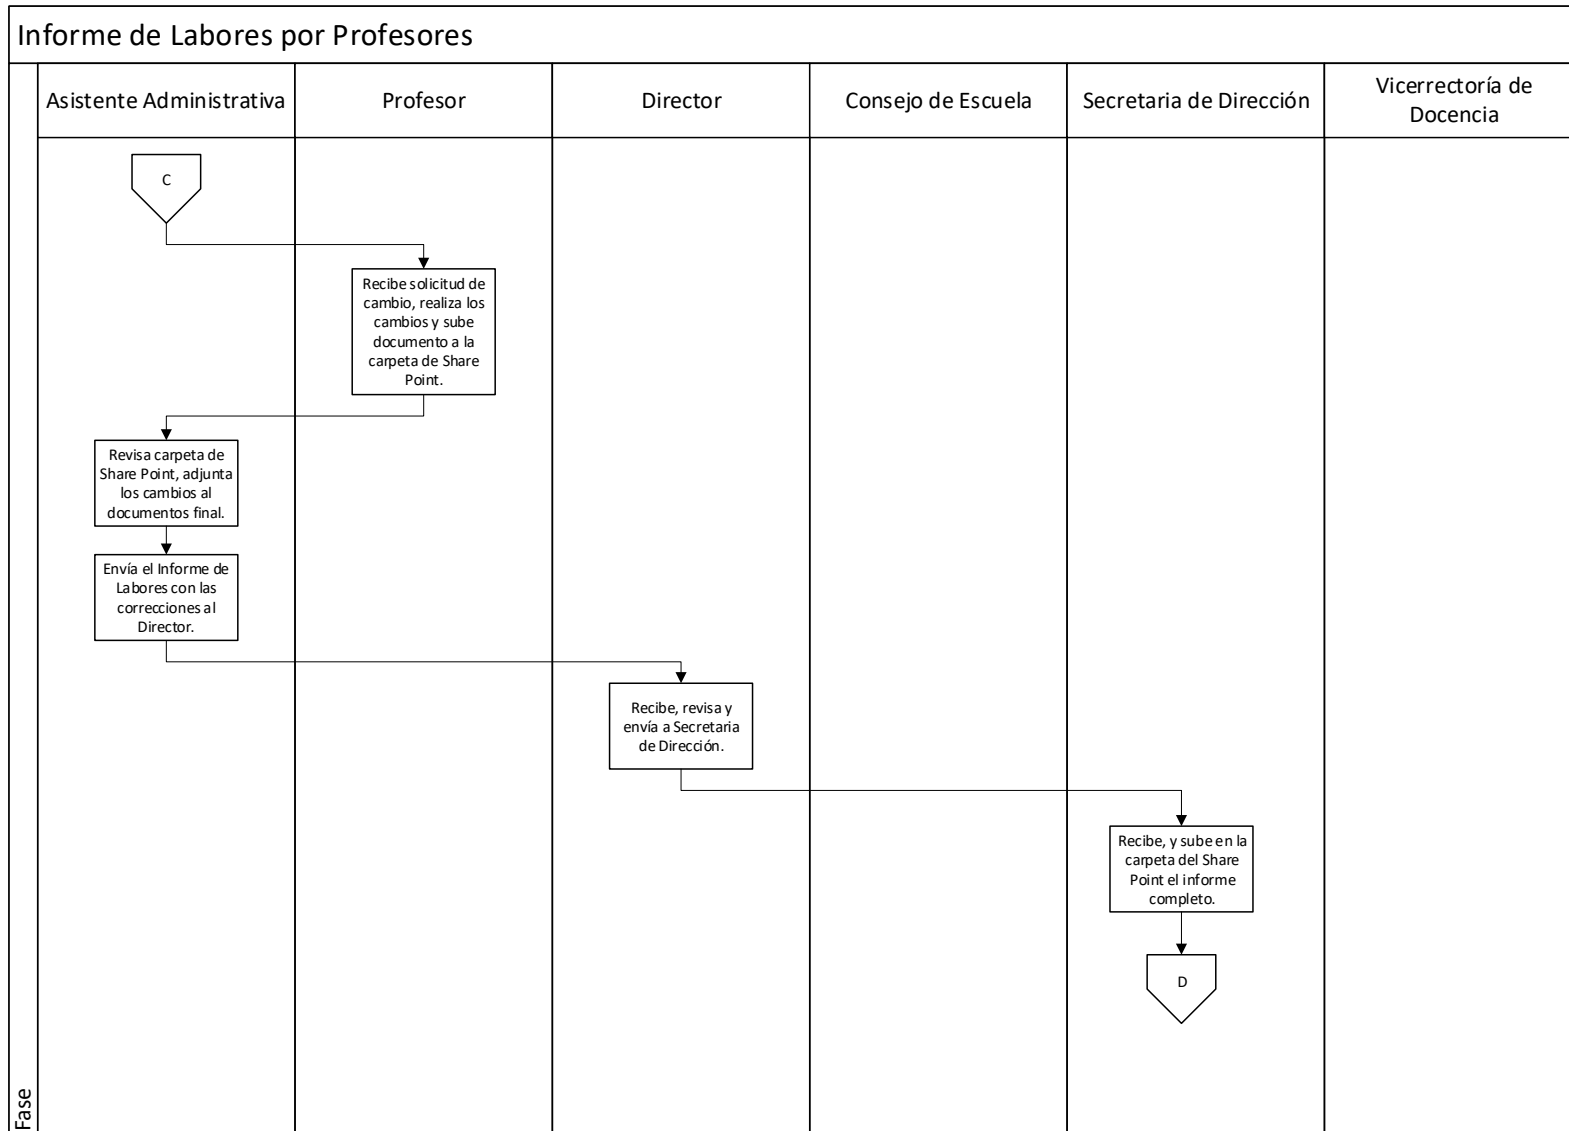 Informe de Labores por Profesores
Asistente Administrativa
Profesor
Director
Consejo de Escuela
Secretaria de Dirección
Vicerrectoría de
Docencia
C
Recibe solicitud de
cambio, realiza los
cambios y sube
documento a la
carpeta de Share
Point.
Revisa carpeta de
Share Point, adjunta
los cambios al
documentos final.
Envía el Informe de
Labores con las
correcciones al
Director.
Recibe, revisa y
envía a Secretaria
de Dirección.
Recibe, y sube en la
carpeta del Share
Point el informe
completo.
D
Fase